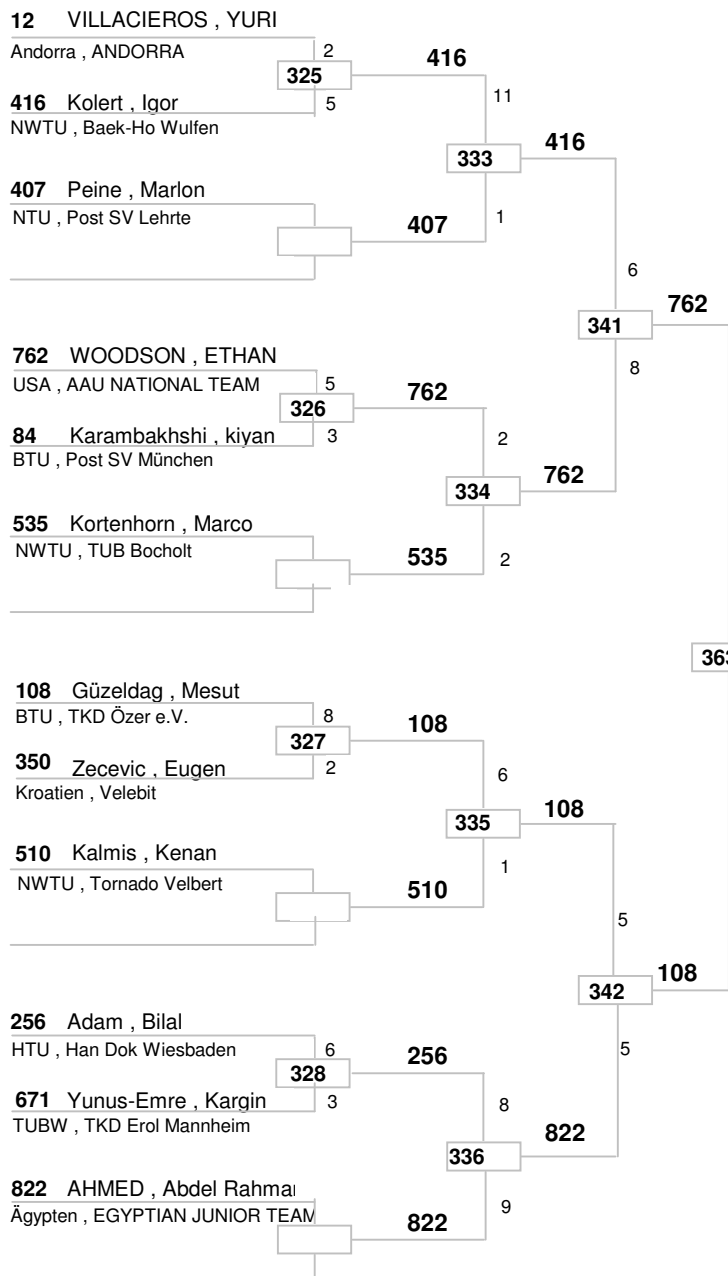 12 VILLACIEROS , YURI
Andorra , ANDORRA
2
416
325
416 Kolert , Igor
5
11
NWTU , Baek-Ho Wulfen
416
333
407 Peine , Marlon
NTU , Post SV Lehrte
407
1
6
762
341
762 WOODSON , ETHAN
USA , AAU NATIONAL TEAM
5
762
8
326
84 Karambakhshi , kiyan
3
2
BTU , Post SV München
762
334
535 Kortenhorn , Marco
NWTU , TUB Bocholt
535
2
363
108 Güzeldag , Mesut
BTU , TKD Özer e.V.
8
108
327
350 Zecevic , Eugen
2
6
Kroatien , Velebit
108
335
510 Kalmis , Kenan
NWTU , Tornado Velbert
510
1
5
108
342
256 Adam , Bilal
HTU , Han Dok Wiesbaden
6
256
5
328
671 Yunus-Emre , Kargin
3
8
TUBW , TKD Erol Mannheim
822
336
822 AHMED , Abdel
Ägypten , EGYPTIAN JUNIOR TEAM
822
9